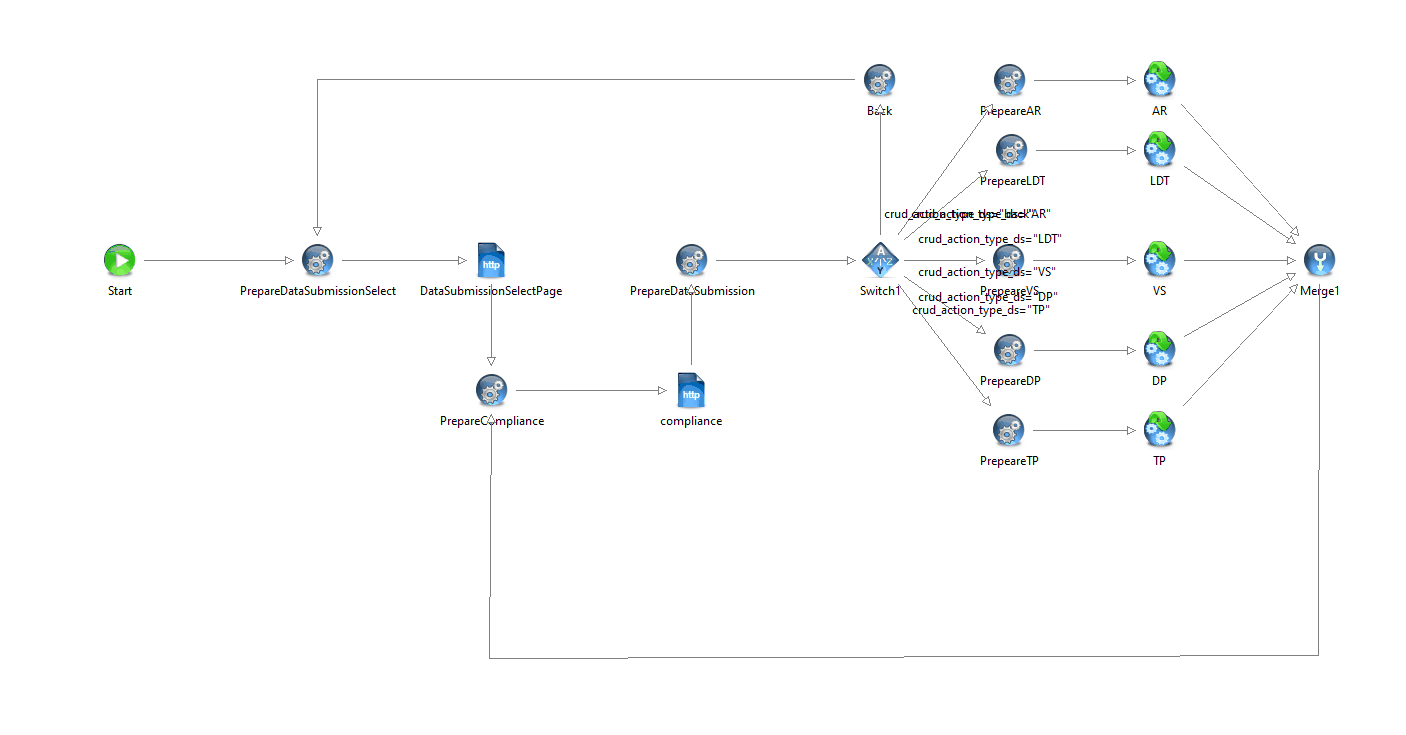 Back
PrepeareAR
AR
PrepeareLDT
LDT
crud_action_type_ds="back"
crud_action_type_ds="AR"
crud_action_type_ds="LDT"
http
http
A
X
Z
Y
crud_action_type_ds="VS"
Start
PrepareDataSubmissionSelect
DataSubmissionSelectPage
PrepareDataSubmission
Switch1
PrepeareVS
VS
Merge1
crud_action_type_ds="DP"
crud_action_type_ds="TP"
PrepeareDP
DP
PrepareCompliance
compliance
PrepeareTP
TP